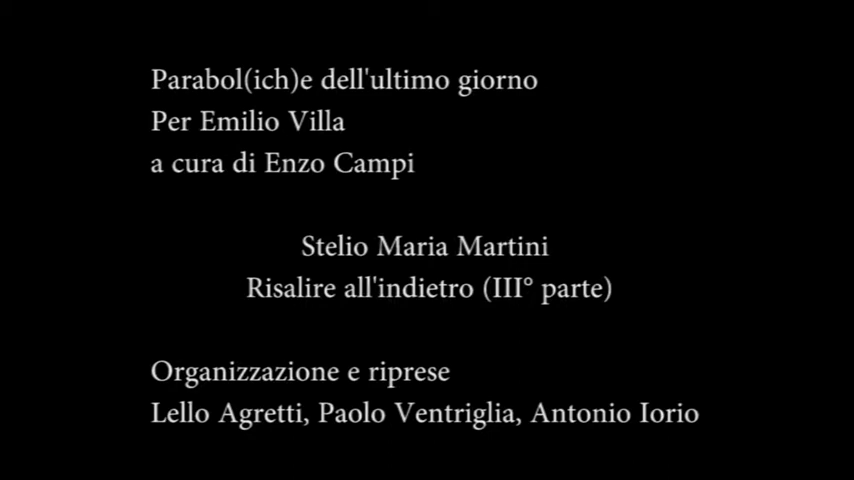 Parabol(ich)e dell'ultimo giorno
Per Emilio Villa
a cura di Enzo Campi
Stelio Maria Martini
Risalire all'indietro (III° parte)
Organizzazione e riprese
Lello Agretti, Paolo Ventriglia, Antonio Iorio